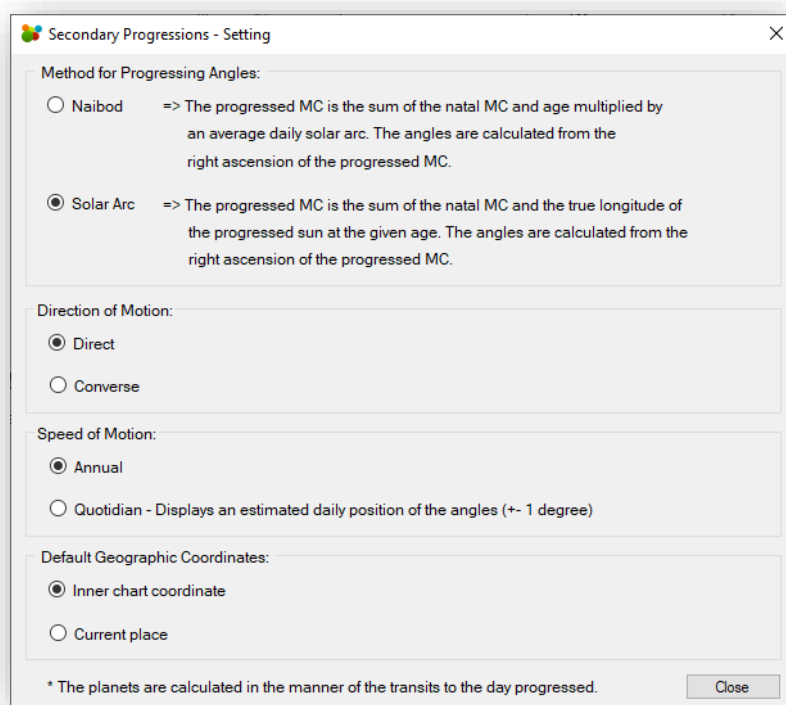 Secondary Progressions - Setting
Method for Progressing Angles:
Naibod => The progressed MC is the sum of the natal MC and age multiplied by
an average daily solar arc. The angles are calculated from the
right ascension of the progressed MC.
Solar Arc => The progressed MC is the sum of the natal MC and the true longitude of
the progressed sun at the given age. The angles are calculated from the
right ascension of the progressed MC.
Direction of Motion:
Direct
Converse
Speed of Motion:
Annual
Quotidian - Displays an estimated daily position of the angles (+- 1 degree)
Default Geographic Coordinates:
Inner chart coordinate
Current place
* The planets are calculated in the manner of the transits to the day progressed.
Close